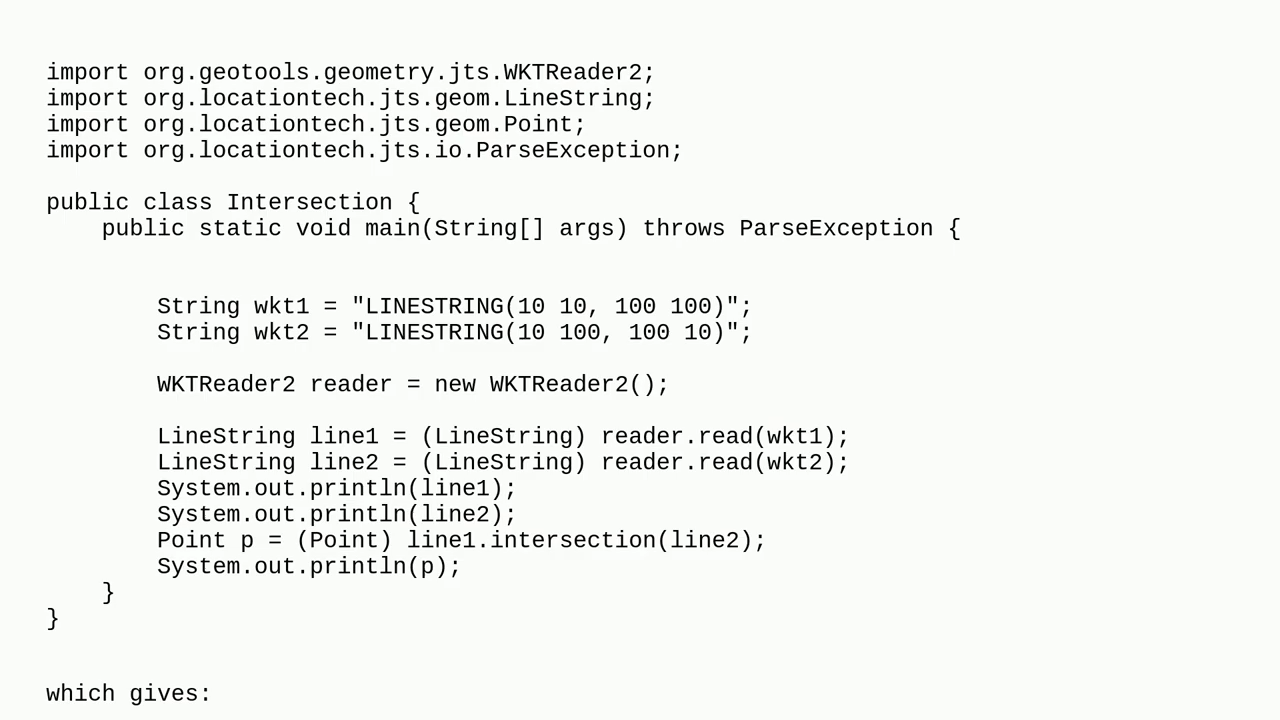 import org.geotools.geometry.jts.WKTReader2;
import org.locationtech.jts.geom.LineString;
import org.locationtech.jts.geom.Point;
import org.locationtech.jts.io.ParseException;

public class Intersection {
    public static void main(String[] args) throws ParseException {

        String wkt1 = "LINESTRING(10 10, 100 100)";
        String wkt2 = "LINESTRING(10 100, 100 10)";

        WKTReader2 reader = new WKTReader2();

        LineString line1 = (LineString) reader.read(wkt1);
        LineString line2 = (LineString) reader.read(wkt2);
        System.out.println(line1);
        System.out.println(line2);
        Point p = (Point) line1.intersection(line2);
        System.out.println(p);
    }
}

which gives: